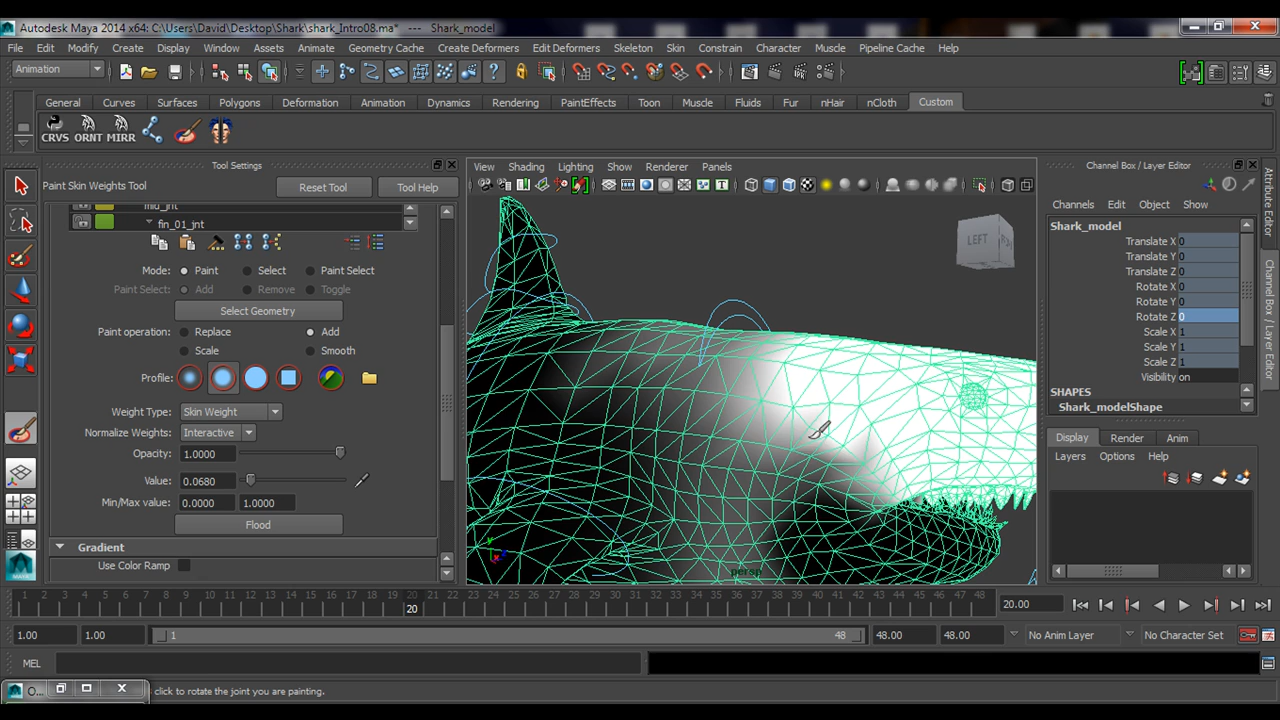 Autodesk Maya 2014 x64: C:\Users\David\Desktop\Shark\shark_Intro08.ma* --- Shark_model
File Edit Modify Create Display Window Assets Animate Geometry Cache Create Deformers Edit Deformers Skeleton Skin Constrain Character Muscle Pipeline Cache Help
Animation
General Curves Surfaces Polygons Deformation Animation Dynamics Rendering PaintEffects Toon Muscle Fluids Fur nHair nCloth Custom
CRVS ORNT MIRR
Tool Settings
Paint Skin Weights Tool Reset Tool Tool Help
mid_jnt
fin_01_jnt
Mode: Paint Select Paint Select
Paint Select: Add Remove Toggle
Select Geometry
Paint operation: Replace Add
Scale Smooth
Profile:
Weight Type: Skin Weight
Normalize Weights: Interactive
Opacity: 1.0000
Value: 0.0680
Min/Max value: 0.0000 1.0000
Flood
Gradient
Use Color Ramp
View Shading Lighting Show Renderer Panels
LEFT
persp
Channel Box / Layer Editor
Channels Edit Object Show
Shark_model
Translate X 0
Translate Y 0
Translate Z 0
Rotate X 0
Rotate Y 0
Rotate Z 0
Scale X 1
Scale Y 1
Scale Z 1
Visibility on
SHAPES
Shark_modelShape
Display Render Anim
Layers Options Help
Attribute Editor
Channel Box / Layer Editor
1 2 3 4 5 6 7 8 9 10 11 12 13 14 15 16 17 18 19 20 21 22 23 24 25 26 27 28 29 30 31 32 33 34 35 36 37 38 39 40 41 42 43 44 45 46 47 48
20
20.00
1.00 1.00 1 48 48.00 48.00 No Anim Layer No Character Set
MEL
O... click to rotate the joint you are painting.